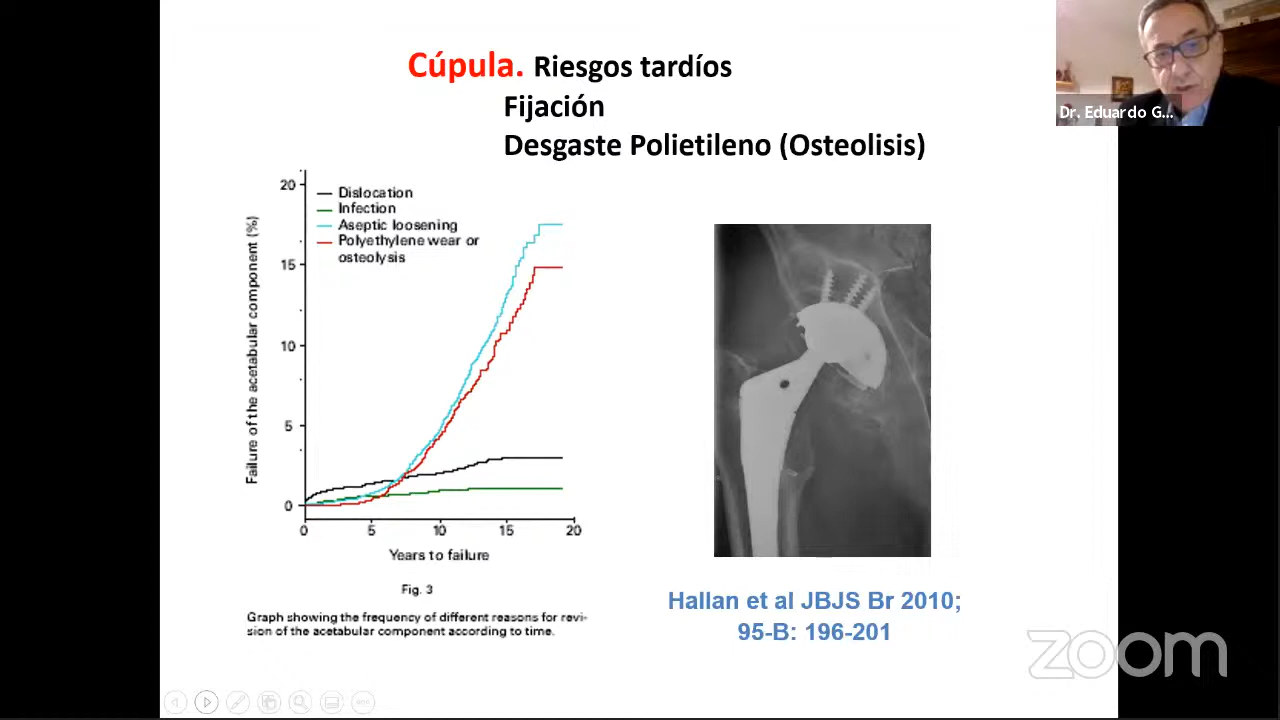 Cúpula. Riesgos tardíos
Fijación
Desgaste Polietileno (Osteolisis)
Dr. Eduardo G...
20
15
10
5
0
Failure of the acetabular component (%)
Dislocation
Infection
Aseptic loosening
Polyethylene wear or
osteolysis
0 5 10 15 20
Years to failure
Fig. 3
Graph showing the frequency of different reasons for revi-
sion of the acetabular component according to time.
Hallan et al JBJS Br 2010;
95-B: 196-201
zoom